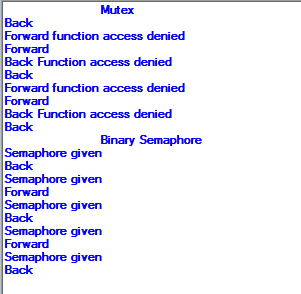 Mutex
Back
Forward function access denied
Forward
Back Function access denied
Back
Forward function access denied
Forward
Back Function access denied
Back
Binary Semaphore
Semaphore given
Back
Semaphore given
Forward
Semaphore given
Back
Semaphore given
Forward
Semaphore given
Back